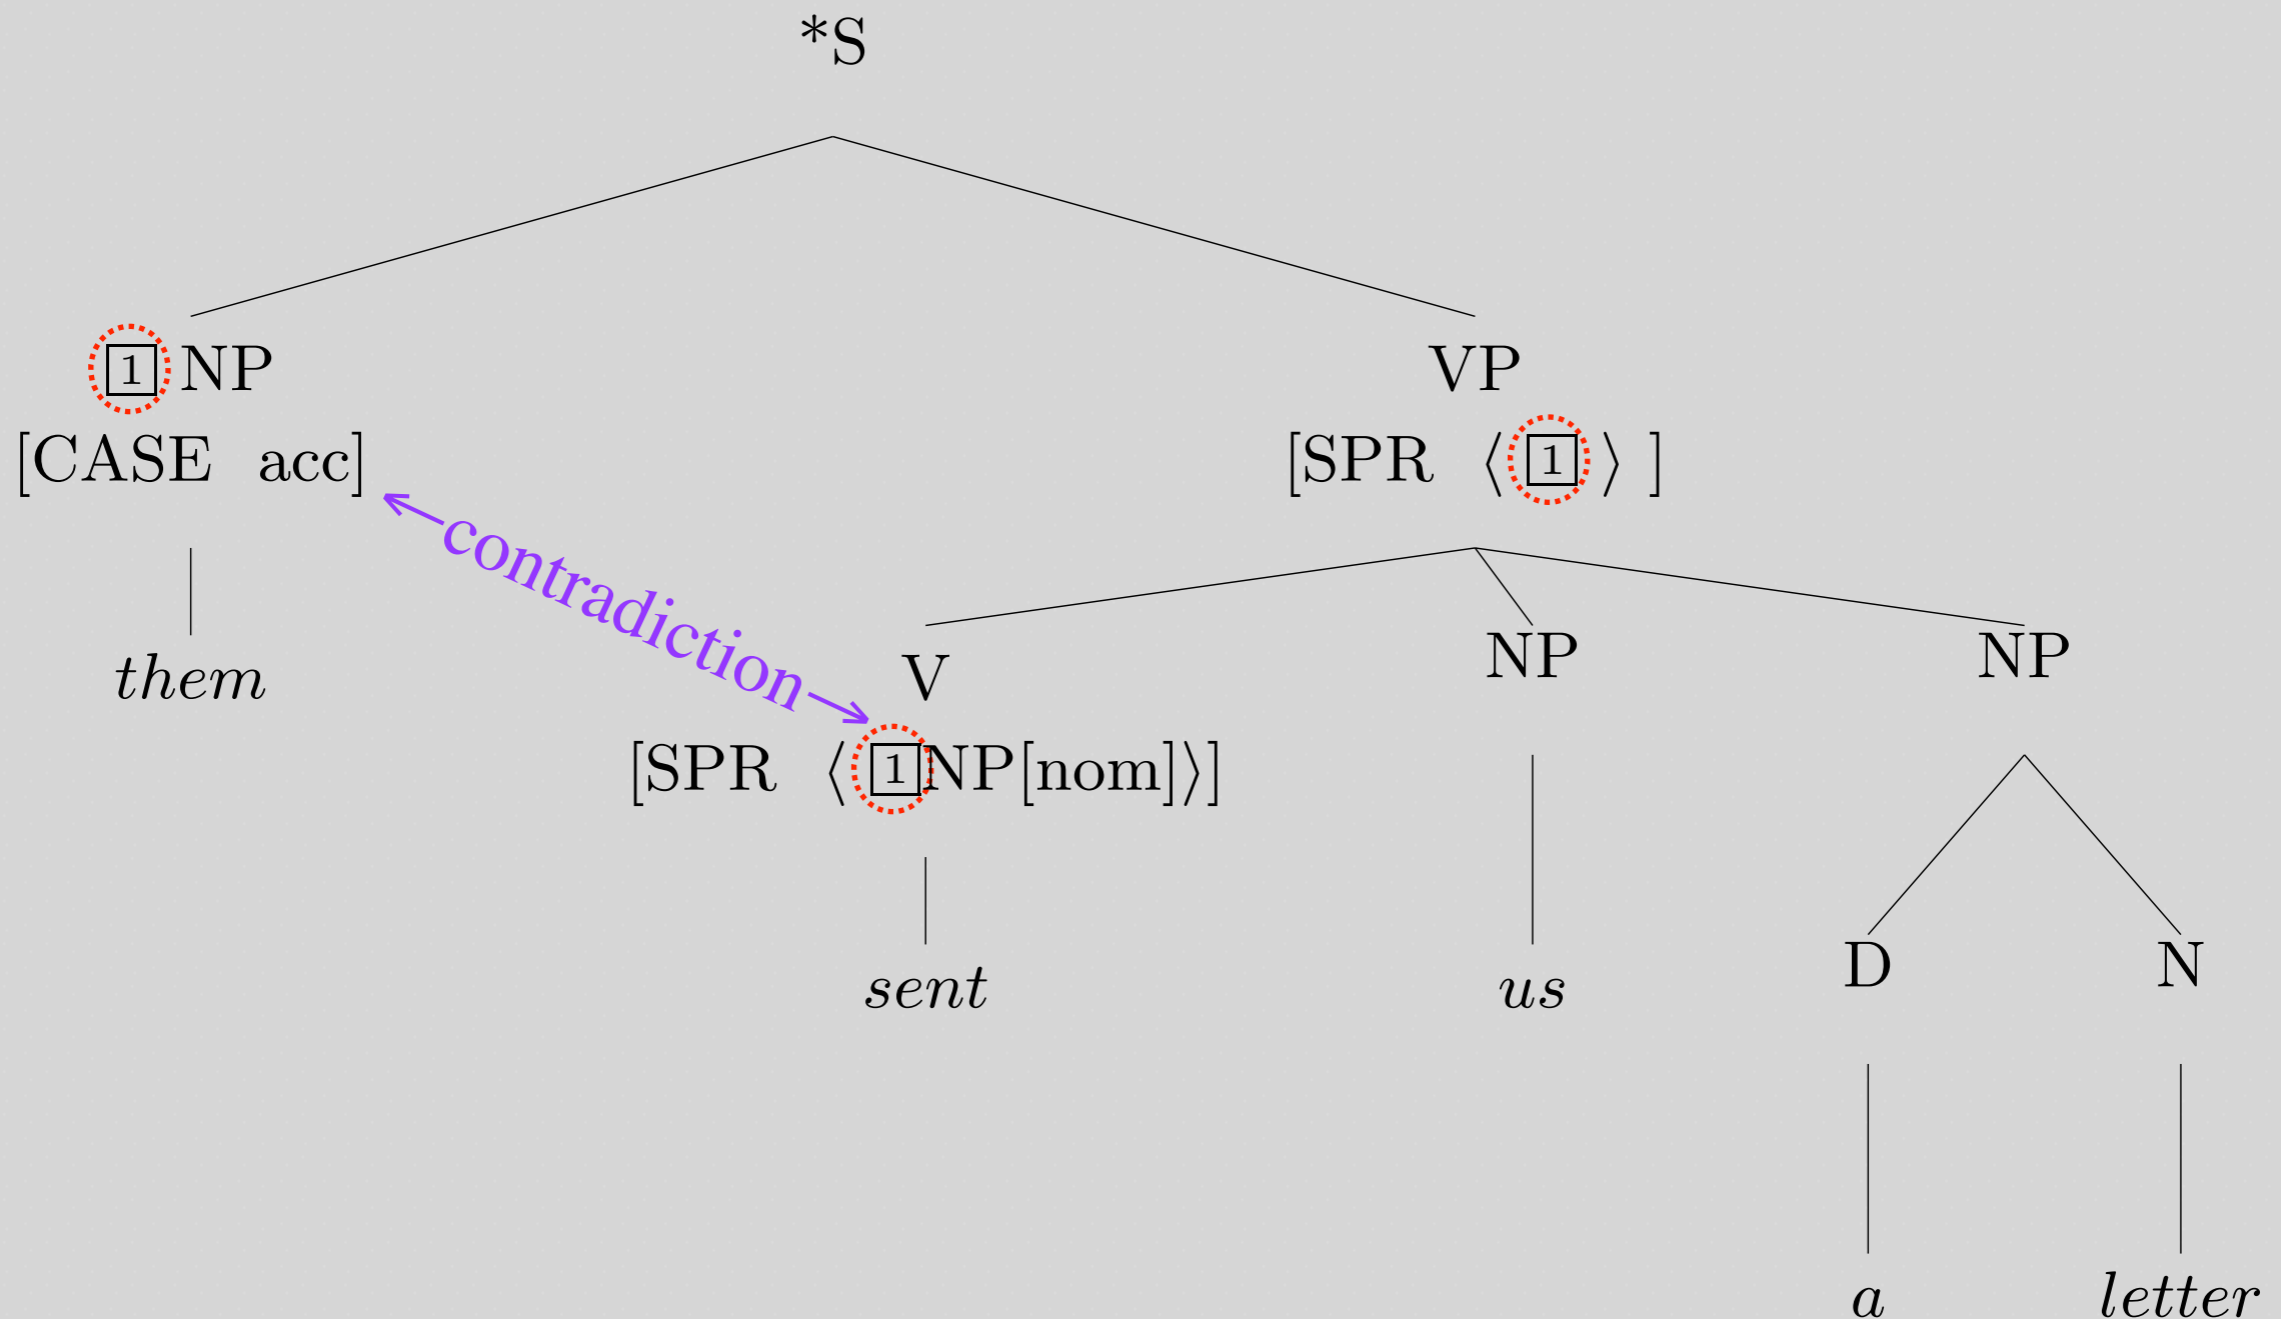 *S
1 NP VP
[CASE acc] [SPR ⟨ 1 ⟩ ]
contradiction
them V NP NP
[SPR ⟨ 1 NP[nom]⟩]
sent us D N
a letter